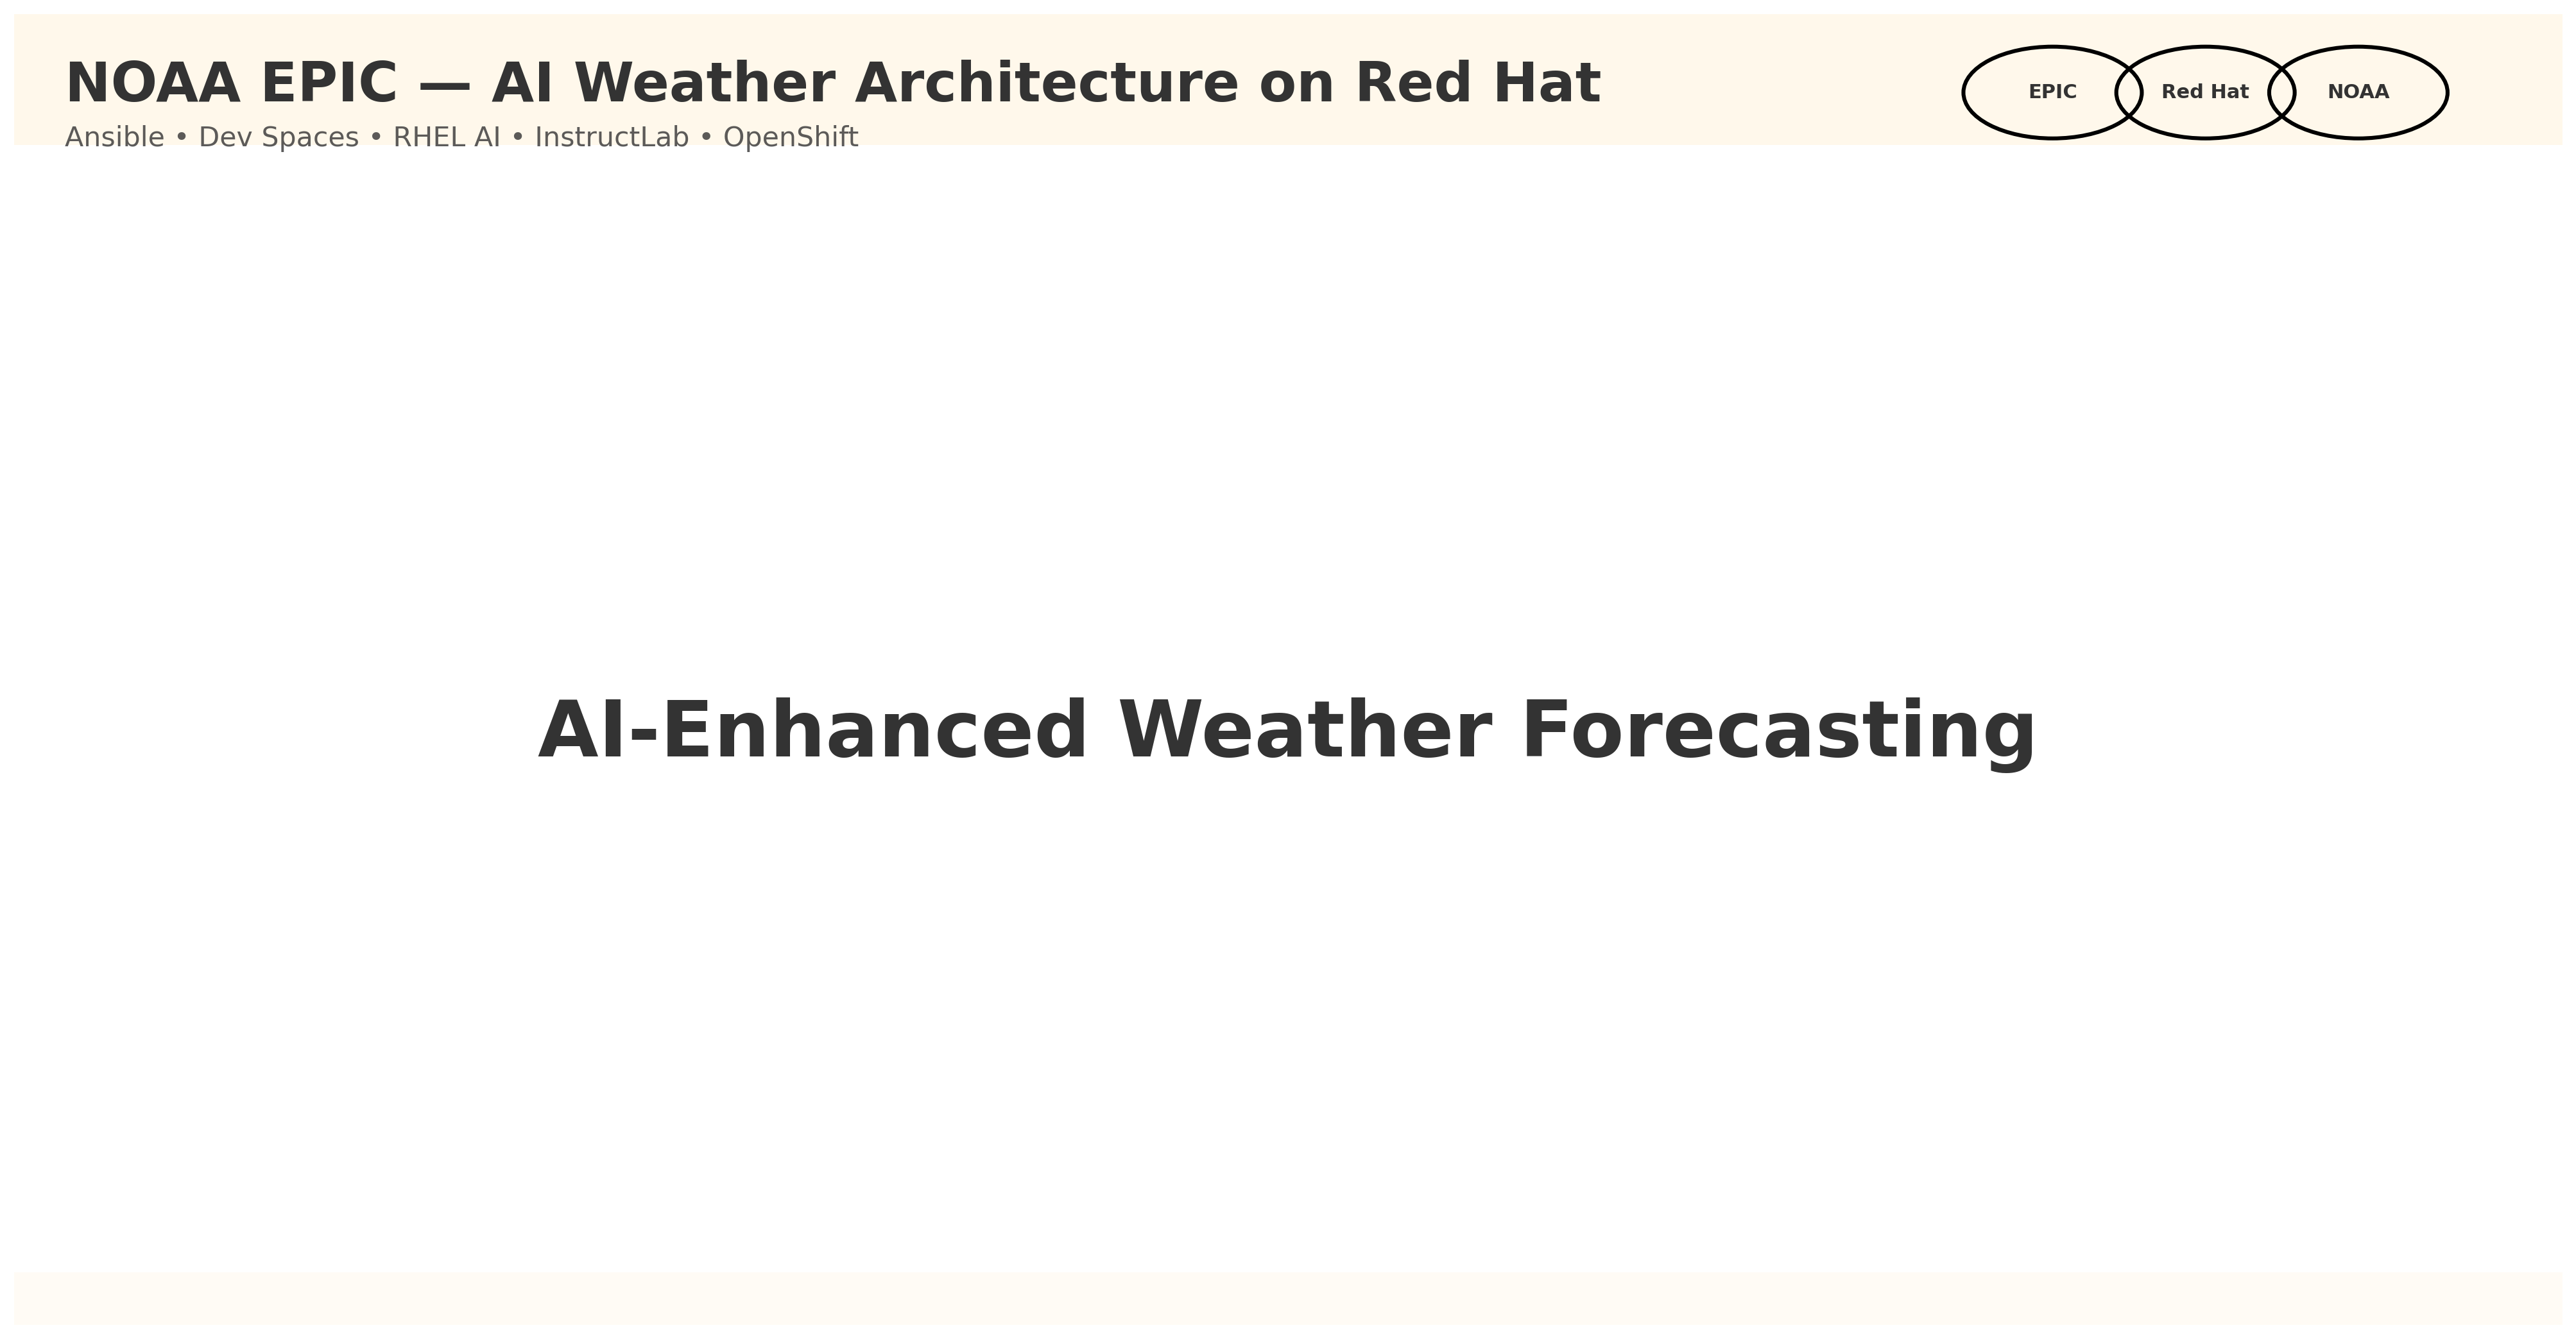 NOAA EPIC — AI Weather Architecture on Red Hat
Ansible • Dev Spaces • RHEL AI • InstructLab • OpenShift
EPIC
Red Hat
NOAA
AI-Enhanced Weather Forecasting